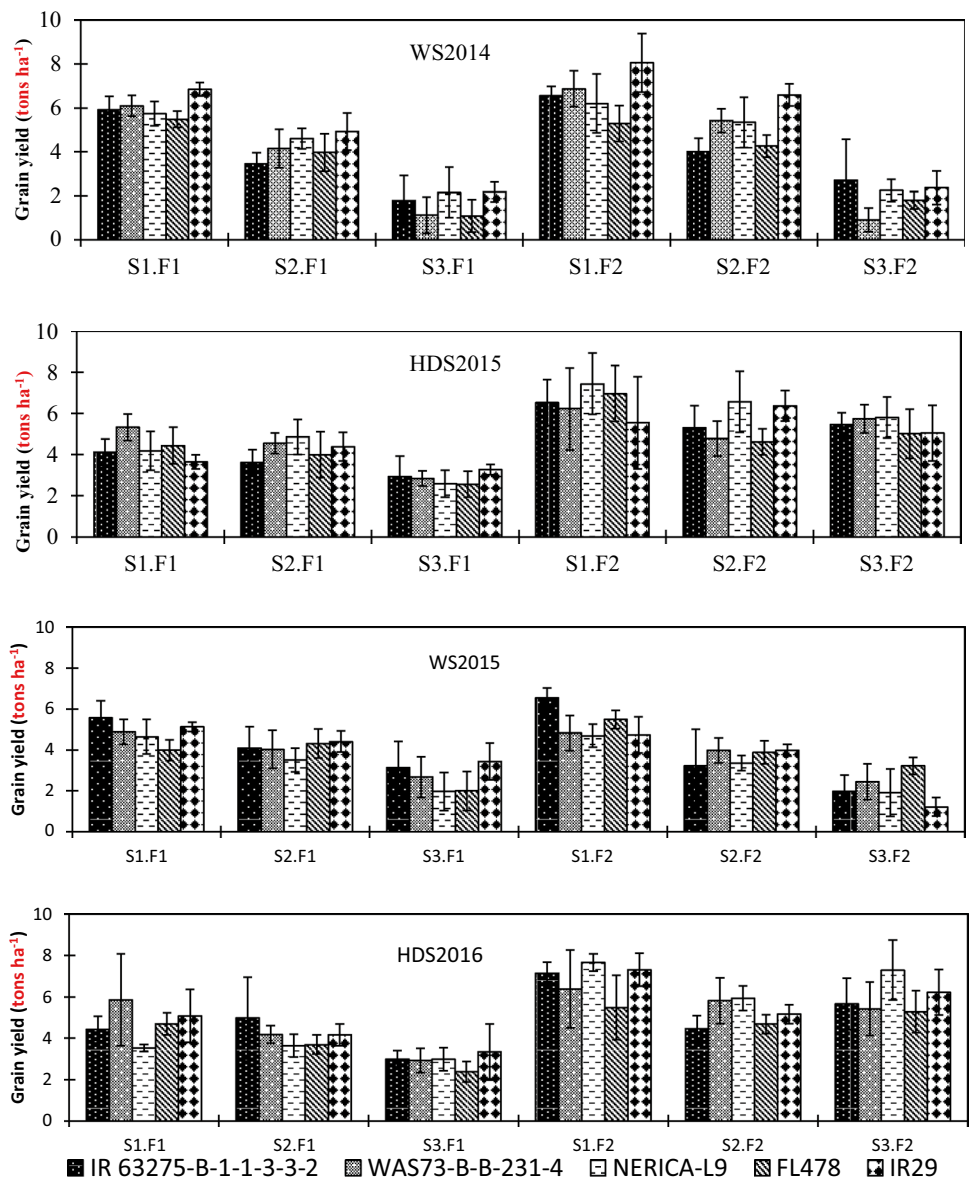 WS2014
Grain yield (tons ha-1)
10
8
6
4
2
0
S1.F1 S2.F1 S3.F1 S1.F2 S2.F2 S3.F2
HDS2015
Grain yield (tons ha-1)
10
8
6
4
2
0
S1.F1 S2.F1 S3.F1 S1.F2 S2.F2 S3.F2
WS2015
Grain yield (tons ha-1)
10
8
6
4
2
0
S1.F1 S2.F1 S3.F1 S1.F2 S2.F2 S3.F2
HDS2016
Grain yield (tons ha-1)
10
8
6
4
2
0
S1.F1 S2.F1 S3.F1 S1.F2 S2.F2 S3.F2
IR 63275-B-1-1-3-3-2 WAS73-B-B-231-4 NERICA-L9 FL478 IR29